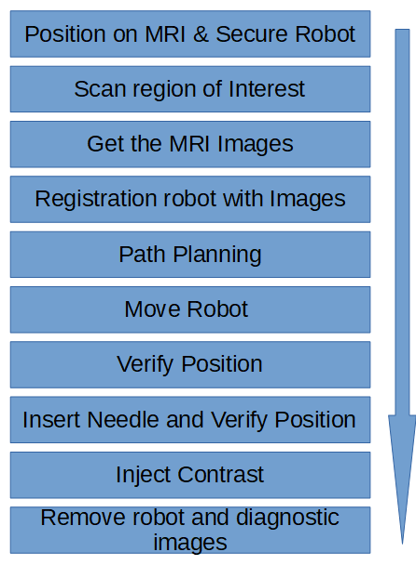 Position on MRI & Secure Robot
Scan region of Interest
Get the MRI Images
Registration robot with Images
Path Planning
Move Robot
Verify Position
Insert Needle and Verify Position
Inject Contrast
Remove robot and diagnostic
images